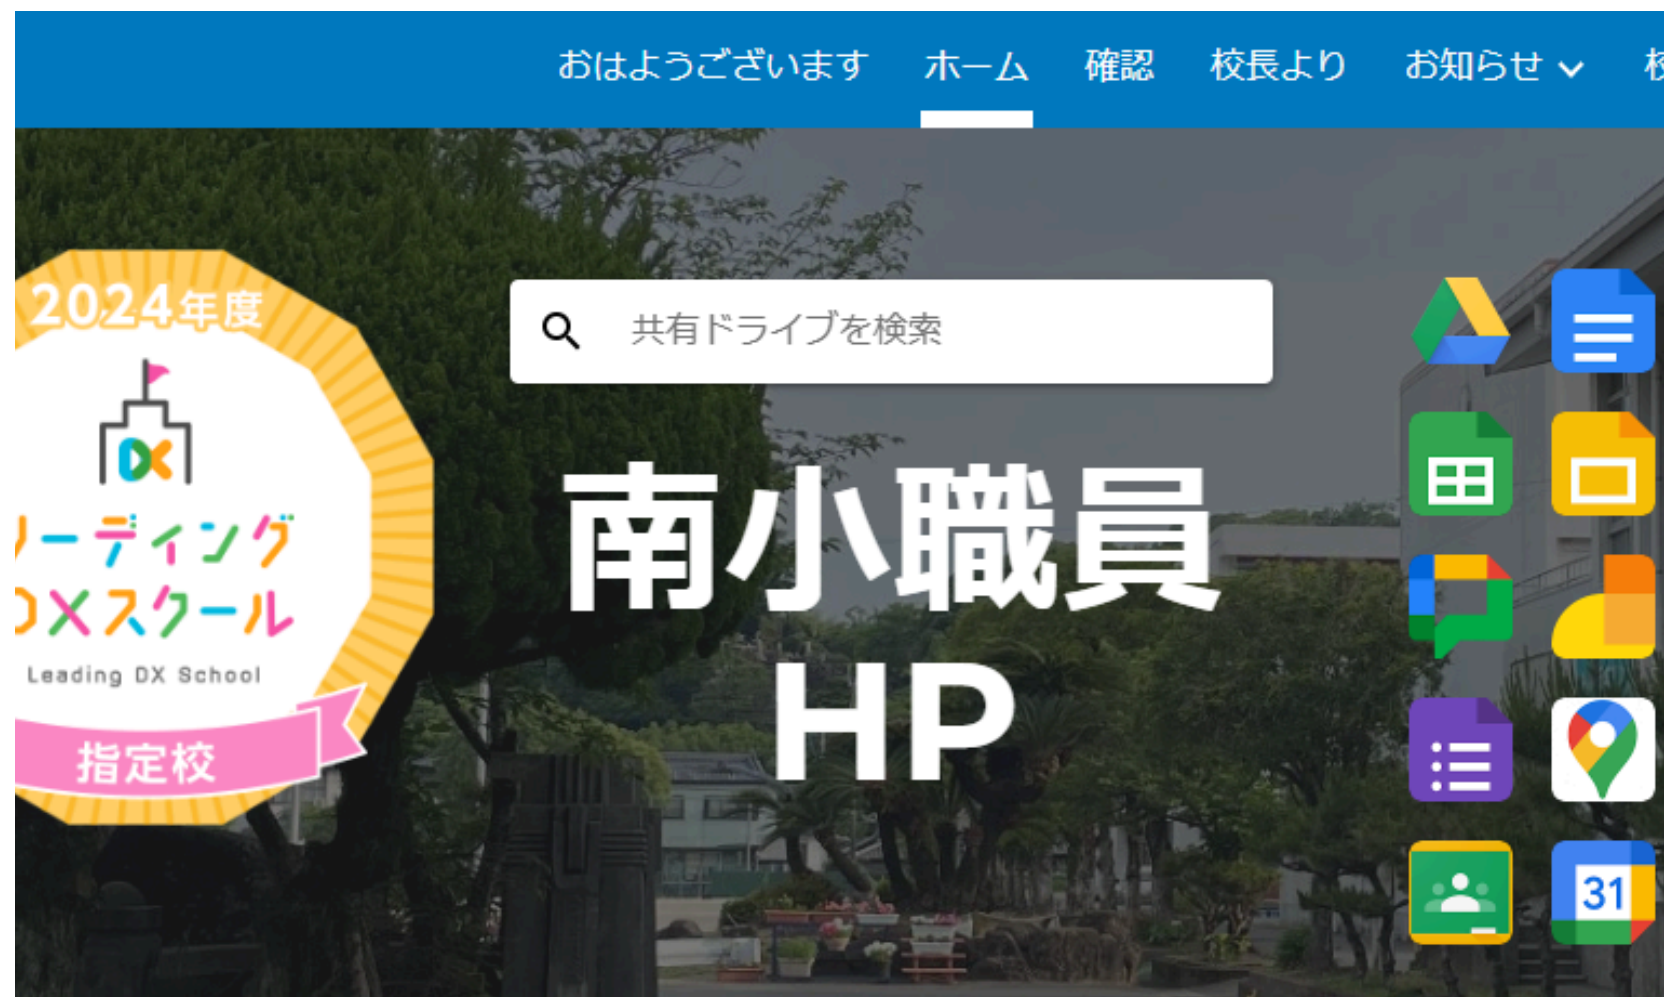 おはようございます ホーム 確認 校長より お知らせ
2024年度
共有ドライブを検索
DX
リーディング
DXスクール
Leading DX School
指定校
南小職員
HP
31